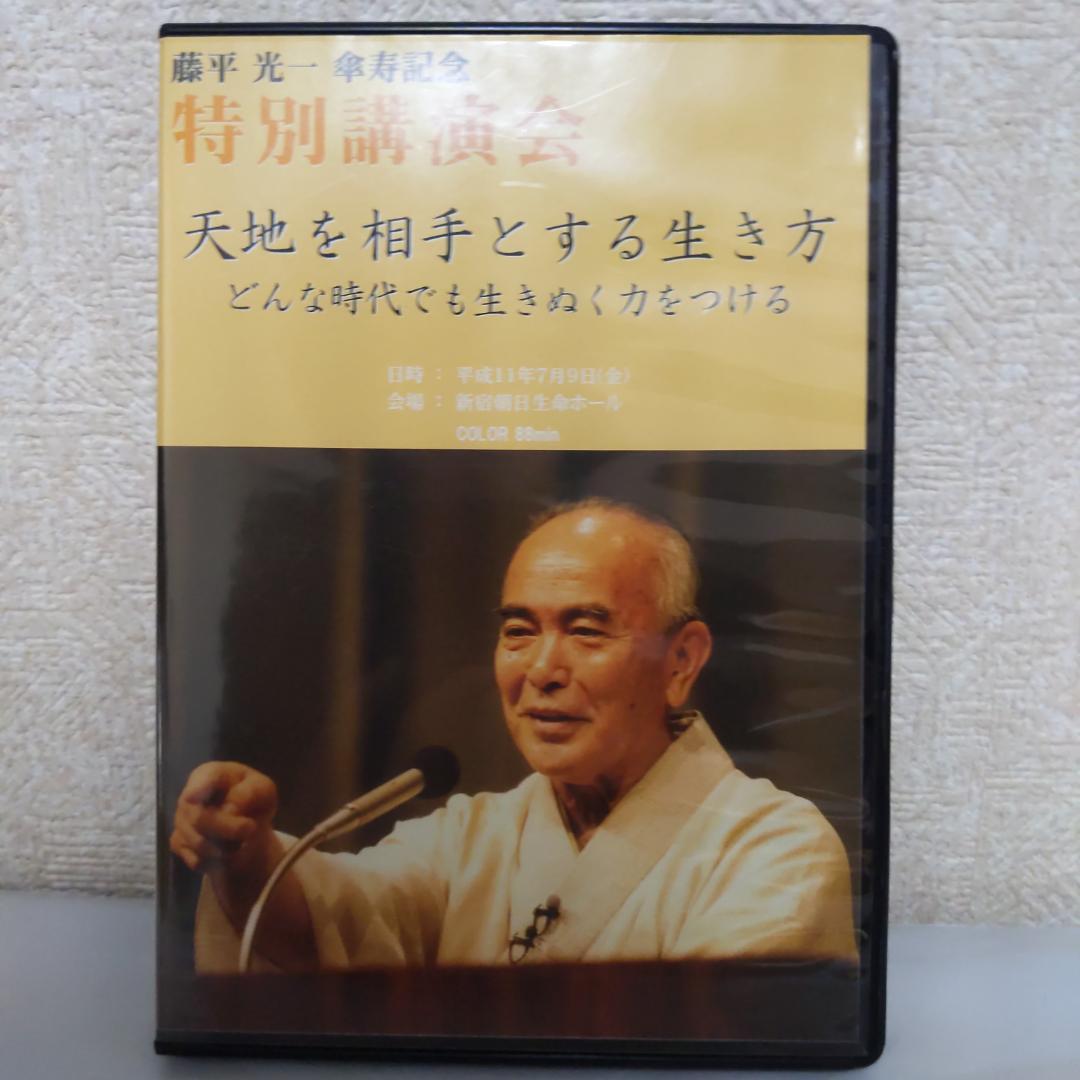 藤平 光一 傘寿記念
特別講演会
天地を相手とする生き方
どんな時代でも生きぬく力をつける
日時 : 平成11年7月9日(金)
会場 : 新宿朝日生命ホール
COLOR 88min